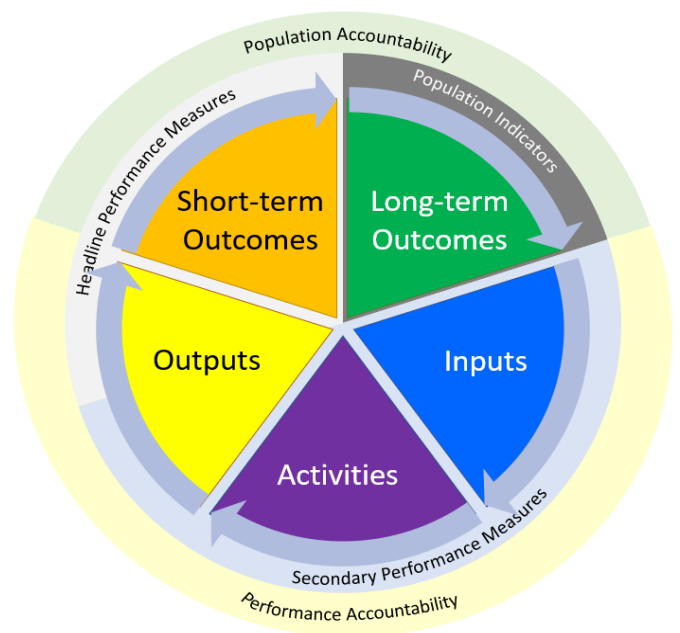 Population Accountability
Population Indicators
Headline Performance Measures
Short-term
Outcomes
Long-term
Outcomes
Outputs
Inputs
Activities
Secondary Performance Measures
Performance Accountability